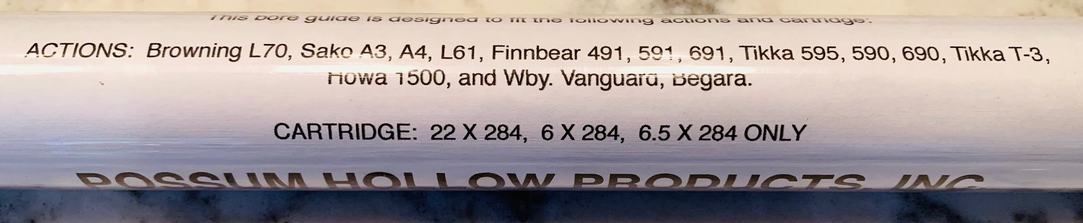 This bore guide is designed to fit the following actions and cartridge:
ACTIONS: Browning L70, Sako A3, A4, L61, Finnbear 491, 591, 691, Tikka 595, 590, 690, Tikka T-3,
Howa 1500, and Wby. Vanguard, Begara.
CARTRIDGE: 22 X 284, 6 X 284, 6.5 X 284 ONLY
POSSUM HOLLOW PRODUCTS, INC.